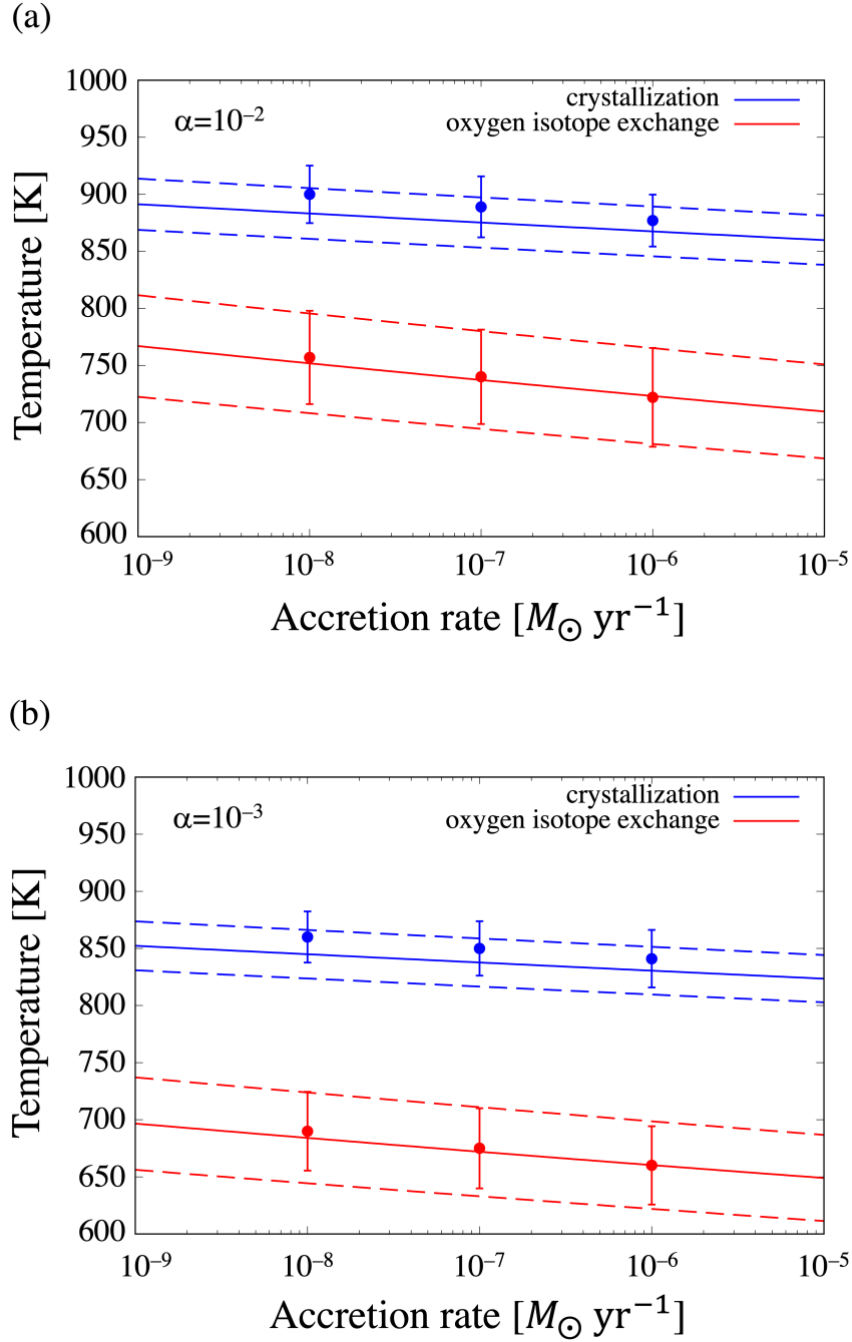 (a)
1000
950
900
850
800
750
700
650
600
Temperature [K]
α=10⁻²
crystallization
oxygen isotope exchange
10⁻⁹ 10⁻⁸ 10⁻⁷ 10⁻⁶ 10⁻⁵
Accretion rate [M☉ yr⁻¹]
(b)
1000
950
900
850
800
750
700
650
600
Temperature [K]
α=10⁻³
crystallization
oxygen isotope exchange
10⁻⁹ 10⁻⁸ 10⁻⁷ 10⁻⁶ 10⁻⁵
Accretion rate [M☉ yr⁻¹]